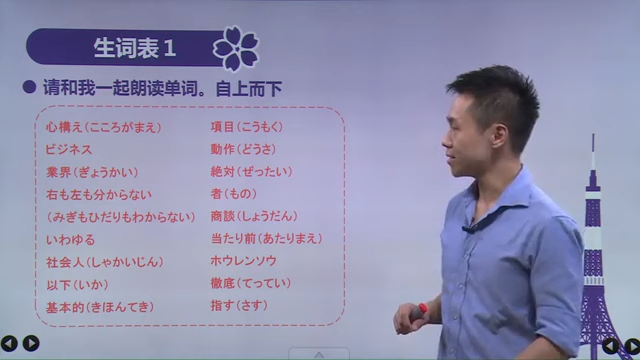 生词表 1
请和我一起朗读单词。自上而下
心構え(こころがまえ)
ビジネス
業界(ぎょうかい)
右も左も分からない
(みぎもひだりもわからない)
いわゆる
社会人(しゃかいじん)
以下(いか)
基本的(きほんてき)
項目(こうもく)
動作(どうさ)
絶対(ぜったい)
者(もの)
商談(しょうだん)
当たり前(あたりまえ)
ホウレンソウ
徹底(てってい)
指す(さす)